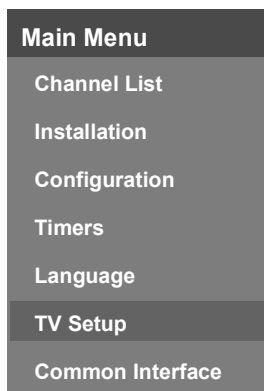 Main Menu
Channel List
Installation
Configuration
Timers
Language
TV Setup
Common Interface